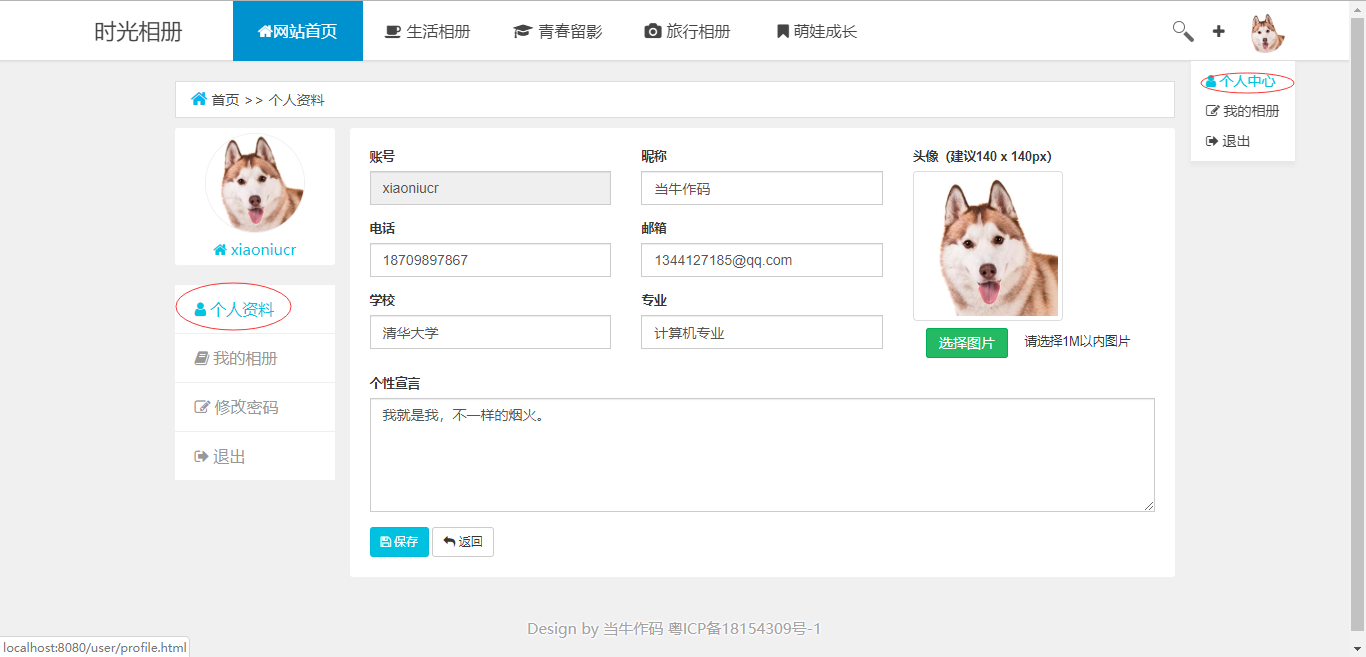 时光相册 网站首页 生活相册 青春留影 旅行相册 萌娃成长
个人中心
我的相册
退出
首页 >> 个人资料
xiaoniucr
个人资料
我的相册
修改密码
退出
账号 昵称 头像（建议140 x 140px）
xiaoniucr 当牛作码
电话 邮箱
18709897867 1344127185@qq.com
学校 专业
清华大学 计算机专业
选择图片 请选择1M以内图片
个性宣言
我就是我，不一样的烟火。
保存 返回
Design by 当牛作码 粤ICP备18154309号-1
localhost:8080/user/profile.html